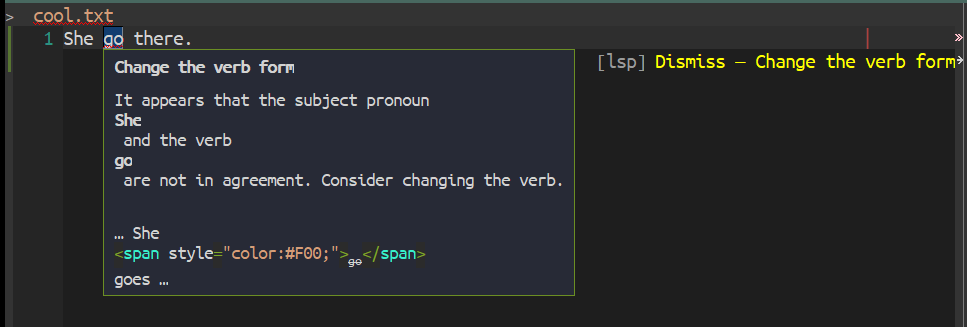 > cool.txt
1 She go there.
[lsp] Dismiss – Change the verb form
Change the verb form
It appears that the subject pronoun
She
and the verb
go
are not in agreement. Consider changing the verb.
… She
<span style="color:#F00;">go</span>
goes …